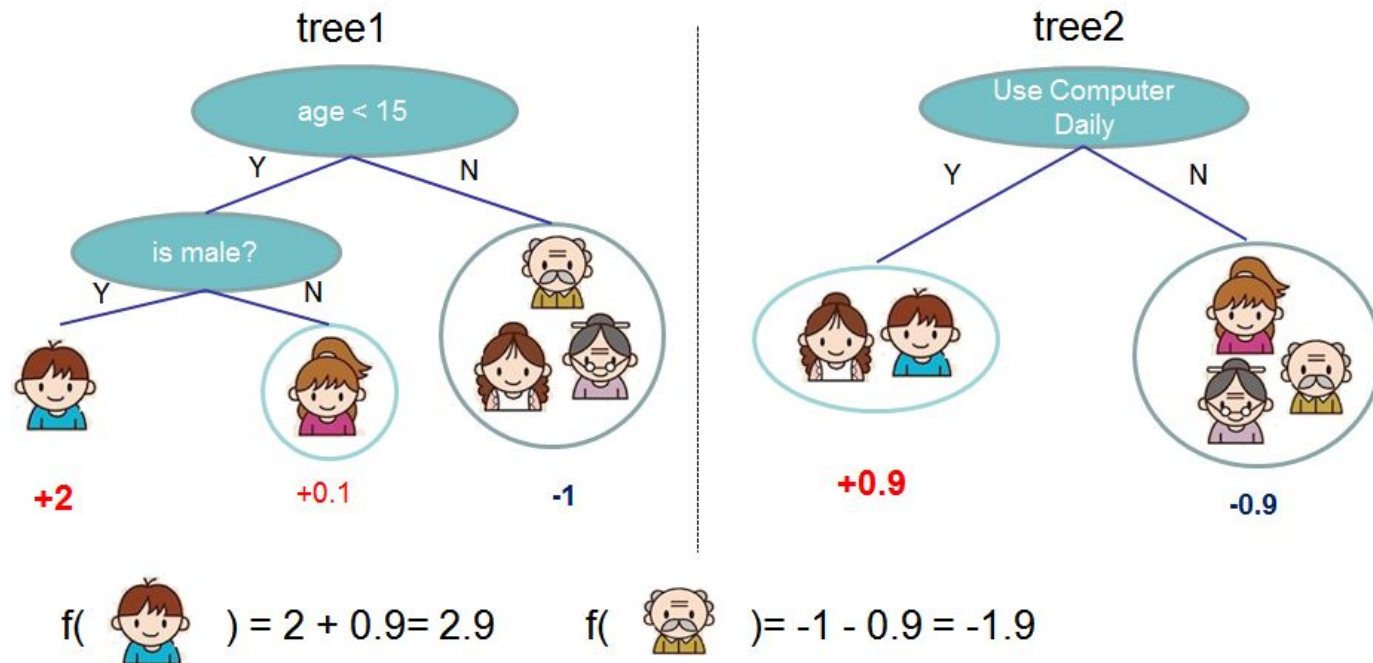 tree1
age < 15
Y
N
is male?
Y
N
+2
+0.1
-1
tree2
Use Computer
Daily
Y
N
+0.9
-0.9
f( ) = 2 + 0.9= 2.9
f( )= -1 - 0.9 = -1.9